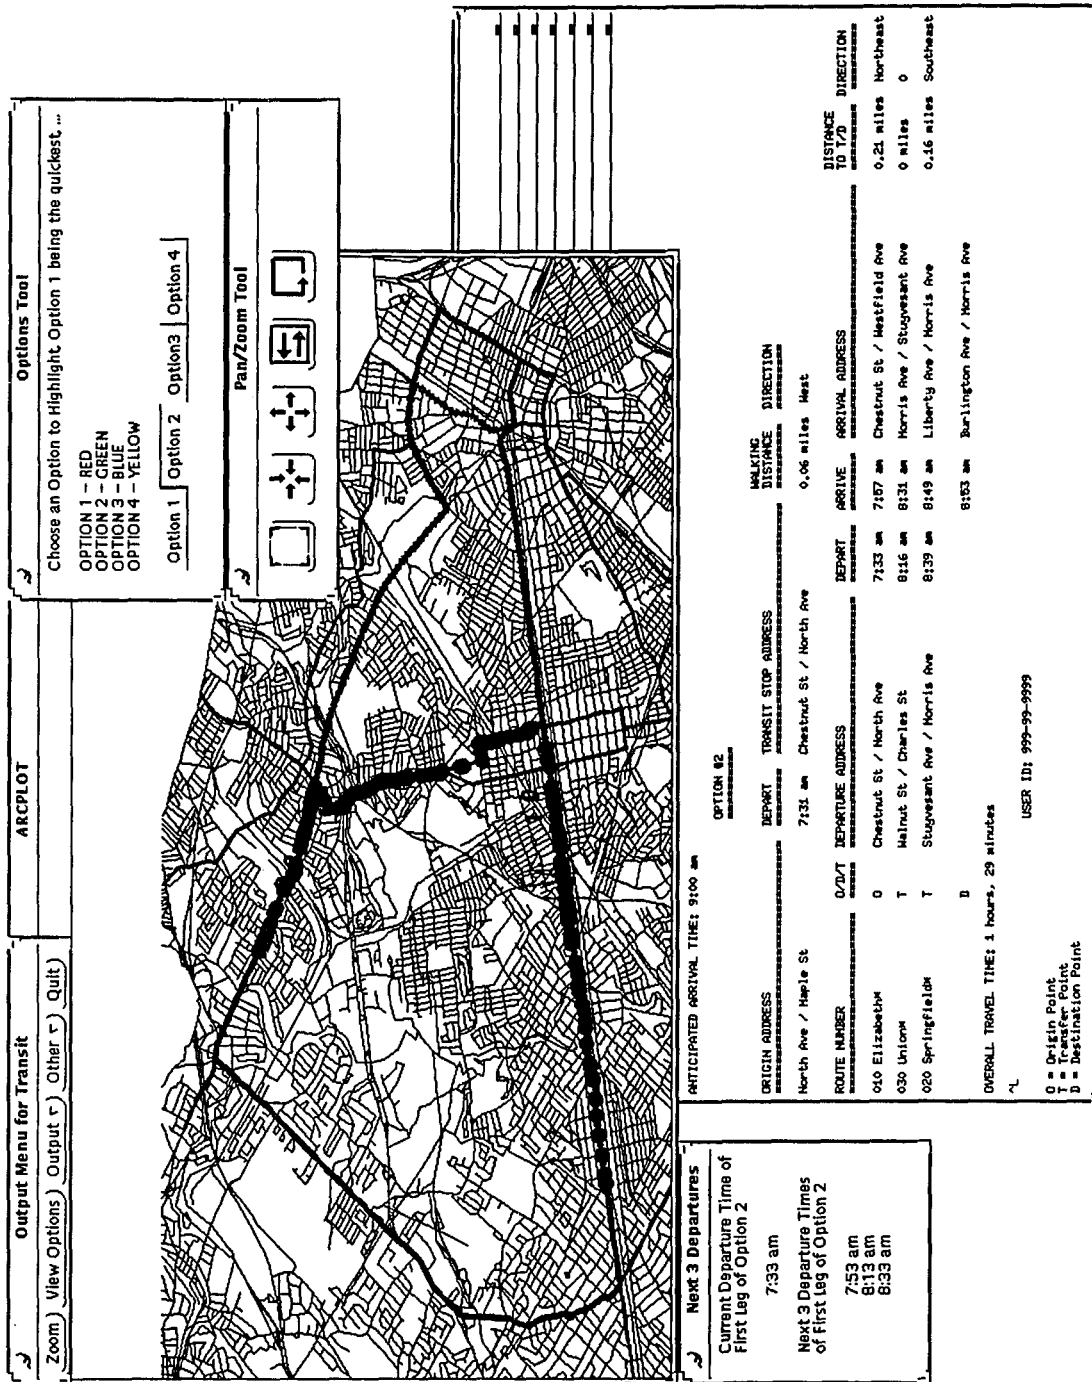 Output Menu for Transit
Zoom View Options Output Other Quit
ARCPLOT
Options Tool
Choose an Option to Highlight, Option 1 being the quickest ...
OPTION 1 – RED
OPTION 2 – GREEN
OPTION 3 – BLUE
OPTION 4 – YELLOW
Option 1 Option 2 Option3 Option 4
Pan/Zoom Tool
Next 3 Departures
Current Departure Time of
First Leg of Option 2
7:33 am
Next 3 Departure Times
of First Leg of Option 2
7:53 am
8:13 am
8:33 am
ANTICIPATED ARRIVAL TIME: 9:00 am
OPTION #2
WALKING
ORIGIN ADDRESS DEPART TRANSIT STOP ADDRESS DISTANCE DIRECTION
North Ave / Maple St 7:31 am Chestnut St / North Ave 0.06 miles West
DISTANCE
ROUTE NUMBER O/D/T DEPARTURE ADDRESS DEPART ARRIVE ARRIVAL ADDRESS TO T/D DIRECTION
010 ElizabethM O Chestnut St / North Ave 7:33 am 7:57 am Chestnut St / Westfield Ave 0.21 miles Northeast
030 UnionM T Walnut St / Charles St 8:16 am 8:31 am Morris Ave / Stuyvesant Ave 0 miles 0
020 SpringfieldM T Stuyvesant Ave / Morris Ave 8:39 am 8:49 am Liberty Ave / Morris Ave 0.16 miles Southeast
D 8:53 am Burlington Ave / Morris Ave
OVERALL TRAVEL TIME: 1 hours, 29 minutes
^L
USER ID: 999-99-9999
O = Origin Point
T = Transfer Point
D = Destination Point